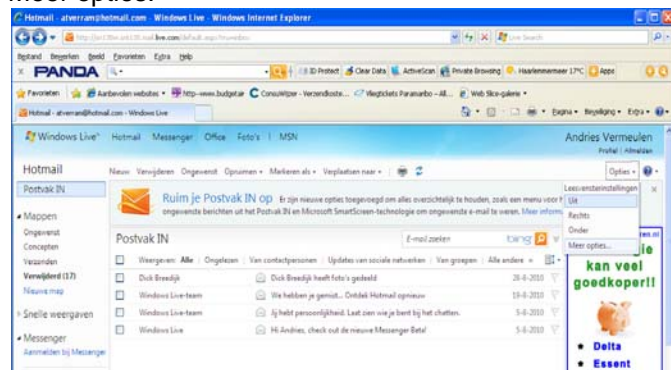 Meer opties.
Hotmail - atverram@hotmail.com - Windows Live - Windows Internet Explorer
Live Search
Bestand Bewerken Beeld Favorieten Extra Help
PANDA
ID Protect Clear Data ActiveScan Private Browsing Haarlemmermeer 17°C Apps
Favorieten Aanbevolen websites Http--www.budgetair ConsuWijzer - Verzendkoste... Vliegtickets Paramaribo – All... Web Slice-galerie
Hotmail - atverram@hotmail.com - Windows Live
Pagina Beveiliging Extra
Windows Live Hotmail Messenger Office Foto's MSN
Andries Vermeulen
Profiel Afmelden
Hotmail
Nieuw Verwijderen Ongewenst Opruimen Markeren als Verplaatsen naar
Opties
Postvak IN
Ruim je Postvak IN op Er zijn nieuwe opties toegevoegd om alles overzichtelijk te houden, zoals een menu voor
ongewenste berichten uit het Postvak IN en Microsoft SmartScreen-technologie om ongewenste e-mail te weren.
Leesvensterinstellingen
Uit
Rechts
Onder
Meer opties...
Mappen
Ongewenst
Concepten
Verzonden
Verwijderd (17)
Nieuwe map
Snelle weergaven
Messenger
Aanmelden bij Messenger
Postvak IN
E-mail zoeken bing
Weergeven: Alle Ongelezen Van contactpersonen Updates van sociale netwerken Van groepen Alle andere
Dick Breedijk Dick Breedijk heeft foto's gedeeld 28-8-2010
Windows Live-team We hebben je gemist... Ontdek Hotmail opnieuw 19-8-2010
Windows Live-team Jij hebt persoonlijkheid. Laat zien wie je bent bij het chatten. 5-8-2010
Windows Live Hi Andries, check out de nieuwe Messenger Beta! 5-8-2010
kan veel
goedkoper!!
Delta
Essent